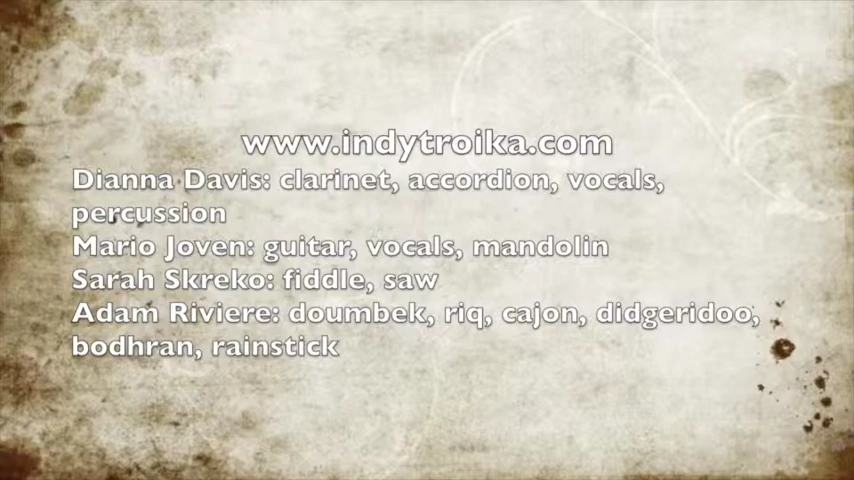 www.indytroika.com
Dianna Davis: clarinet, accordion, vocals,
percussion
Mario Joven: guitar, vocals, mandolin
Sarah Skreko: fiddle, saw
Adam Riviere: doumbek, riq, cajon, didgeridoo,
bodhran, rainstick